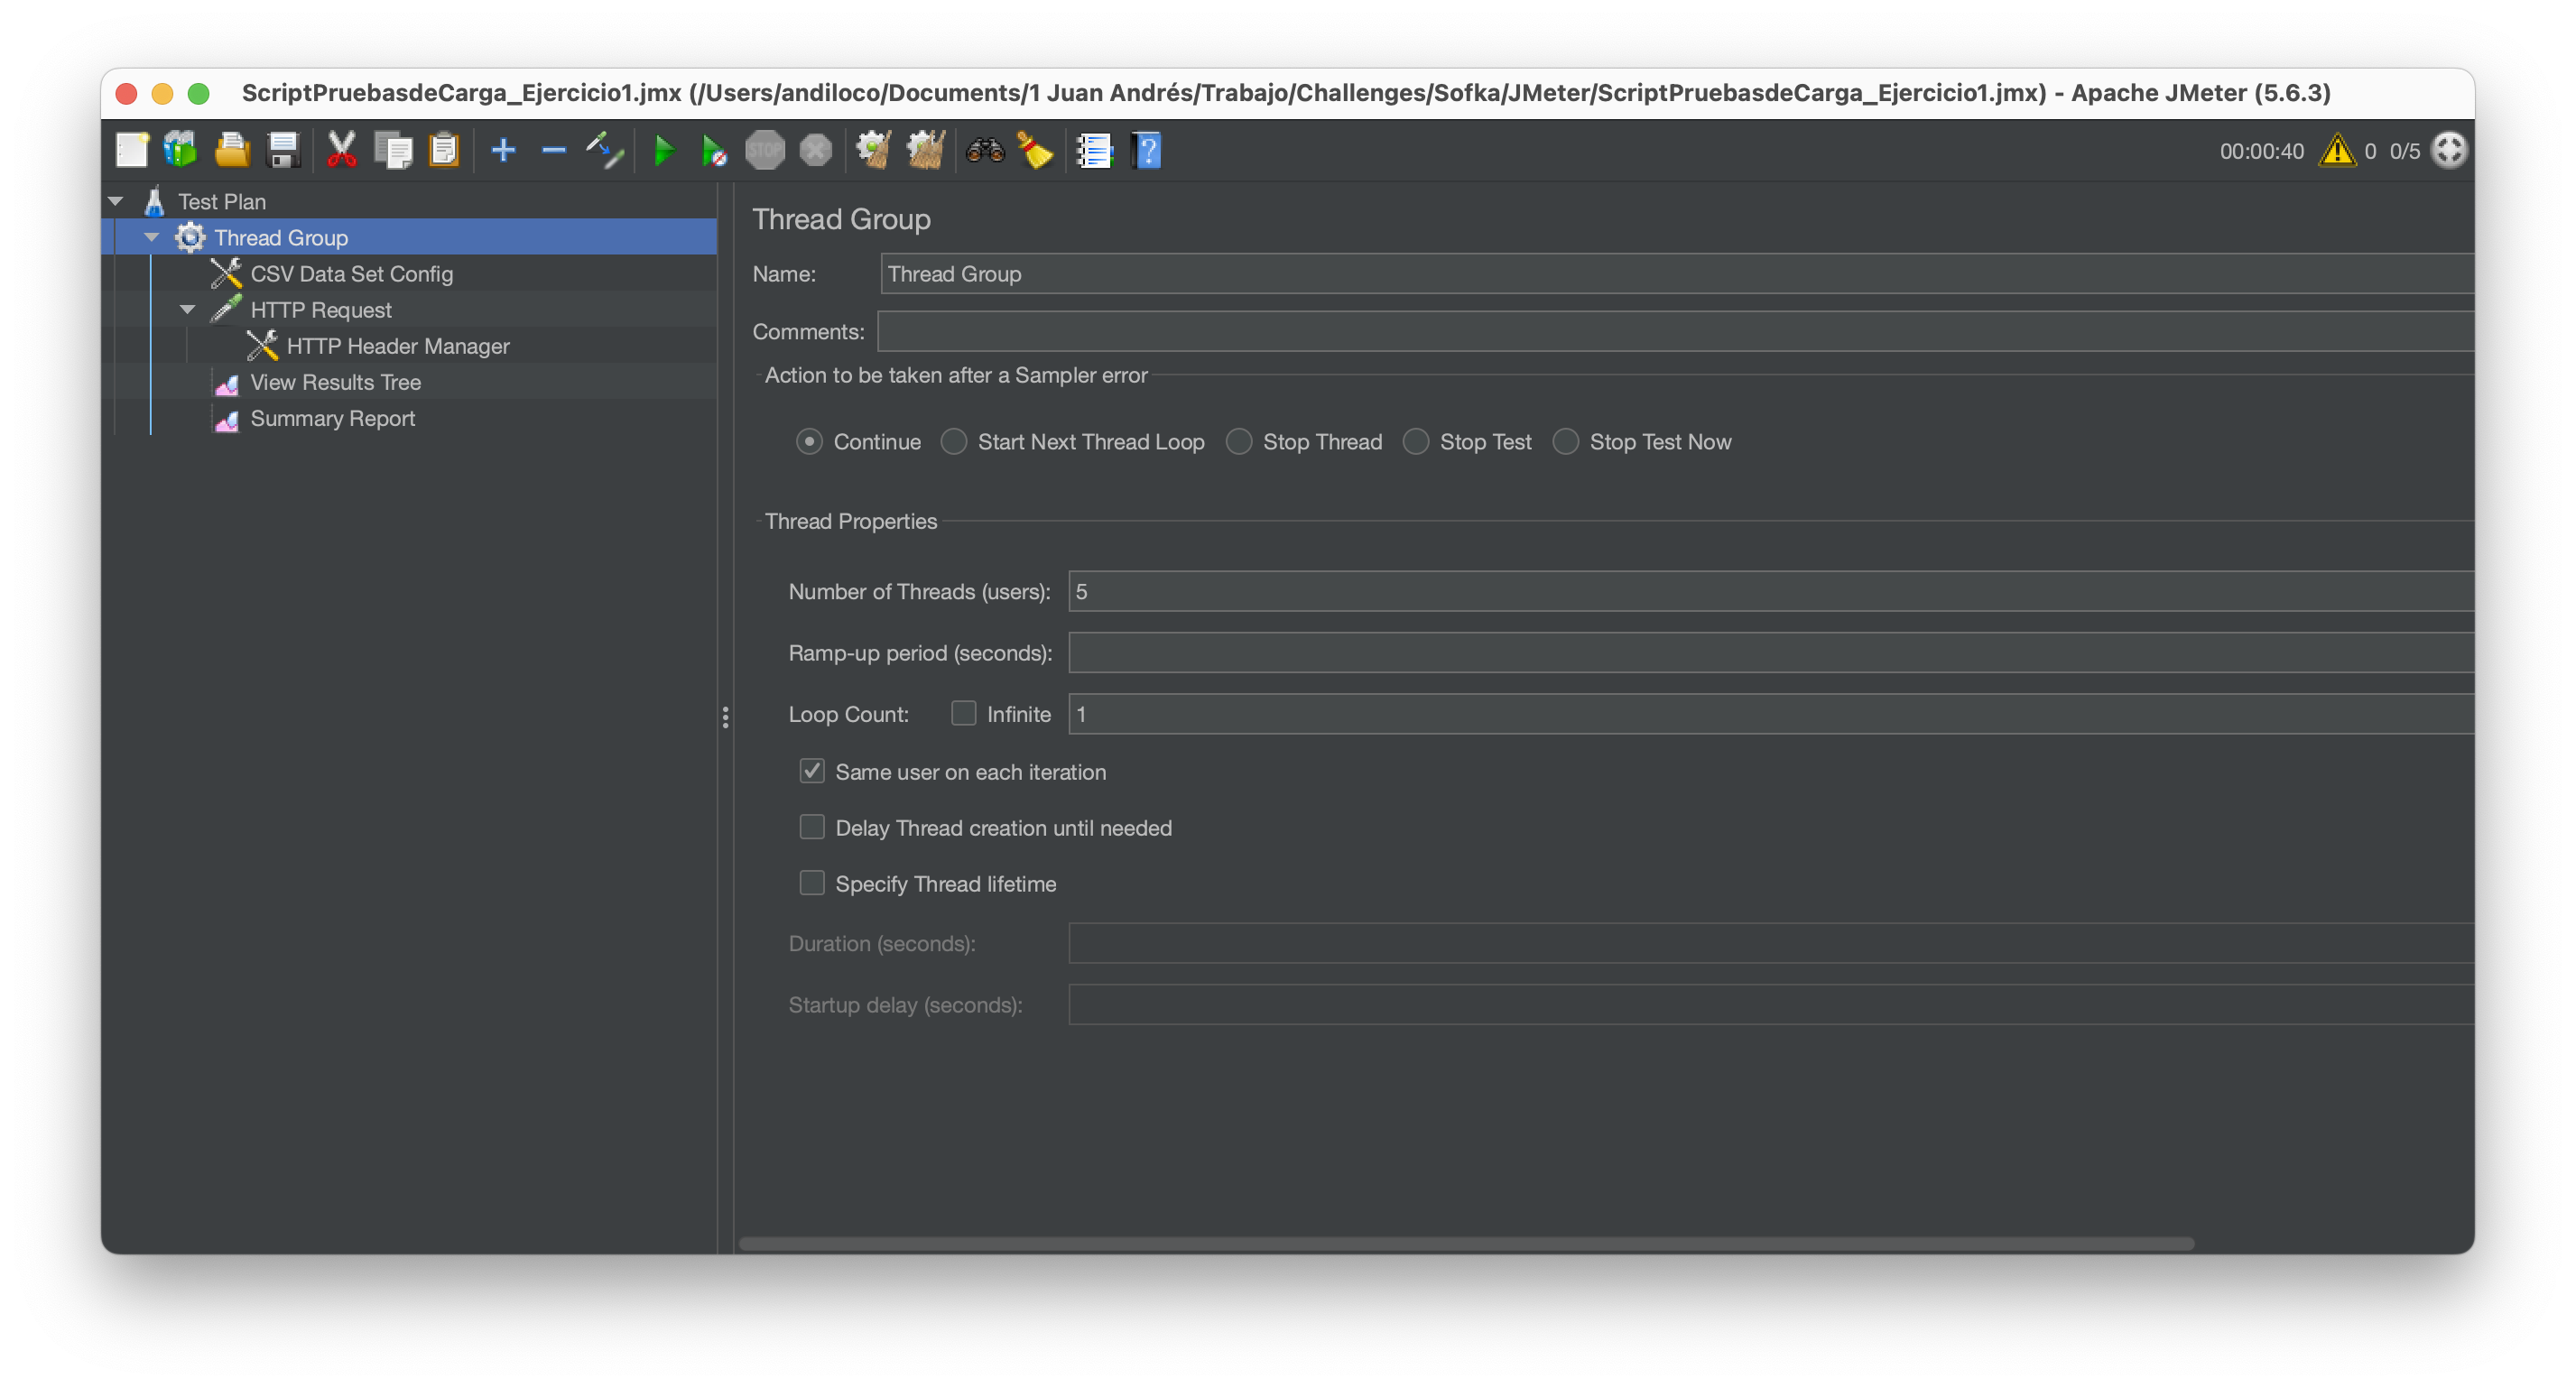 ScriptPruebasdeCarga_Ejercicio1.jmx (/Users/andiloco/Documents/1 Juan Andrés/Trabajo/Challenges/Sofka/JMeter/ScriptPruebasdeCarga_Ejercicio1.jmx) - Apache JMeter (5.6.3)
STOP
?
00:00:40 ! 0 0/5
Test Plan
Thread Group
CSV Data Set Config
HTTP Request
HTTP Header Manager
View Results Tree
Summary Report
Thread Group
Name: Thread Group
Comments:
Action to be taken after a Sampler error
Continue Start Next Thread Loop Stop Thread Stop Test Stop Test Now
Thread Properties
Number of Threads (users): 5
Ramp-up period (seconds):
Loop Count: Infinite 1
Same user on each iteration
Delay Thread creation until needed
Specify Thread lifetime
Duration (seconds):
Startup delay (seconds):